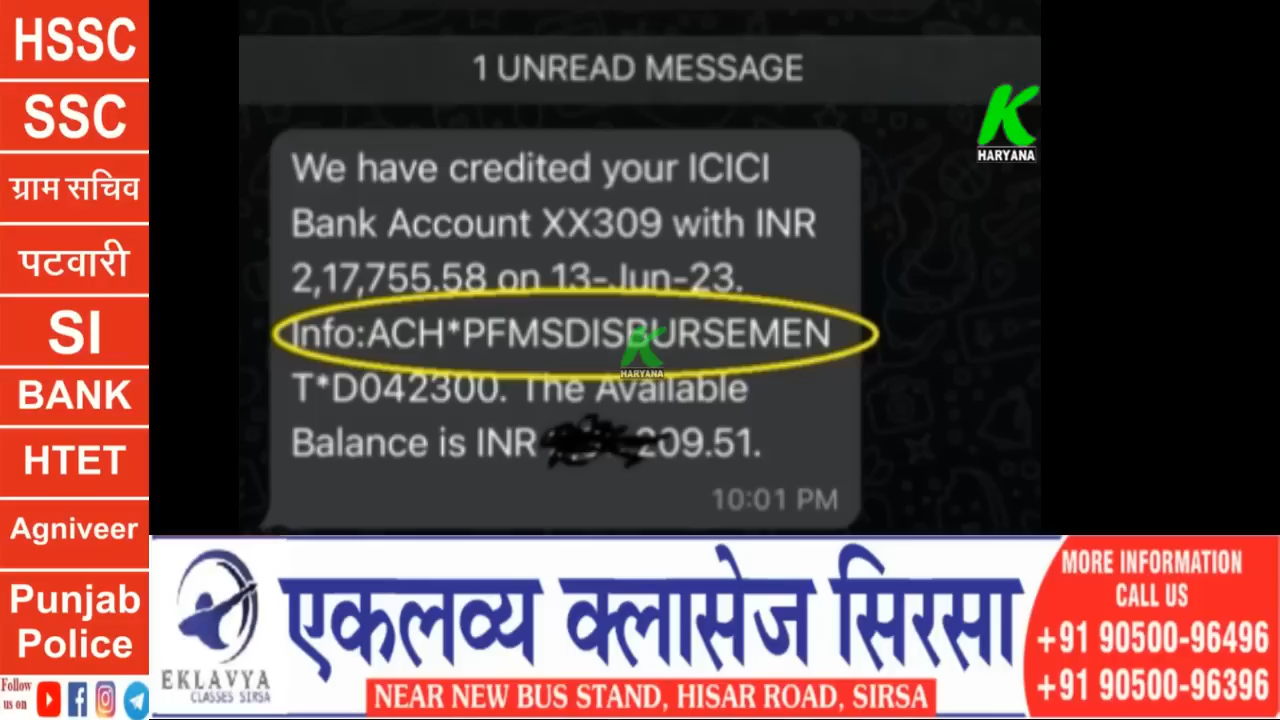 HSSC
SSC
ग्राम सचिव
पटवारी
SI
BANK
HTET
Agniveer
Punjab
Police
Follow
us on
1 UNREAD MESSAGE
K
HARYANA
We have credited your ICICI
Bank Account XX309 with INR
2,17,755.58 on 13-Jun-23.
Info:ACH*PFMSDISBURSEMEN
K
HARYANA
T*D042300. The Available
Balance is INR 209.51.
10:01 PM
EKLAVYA
CLASSES SIRSA
एकलव्य क्लासेज सिरसा
NEAR NEW BUS STAND, HISAR ROAD, SIRSA
MORE INFORMATION
CALL US
+91 90500-96496
+91 90500-96396